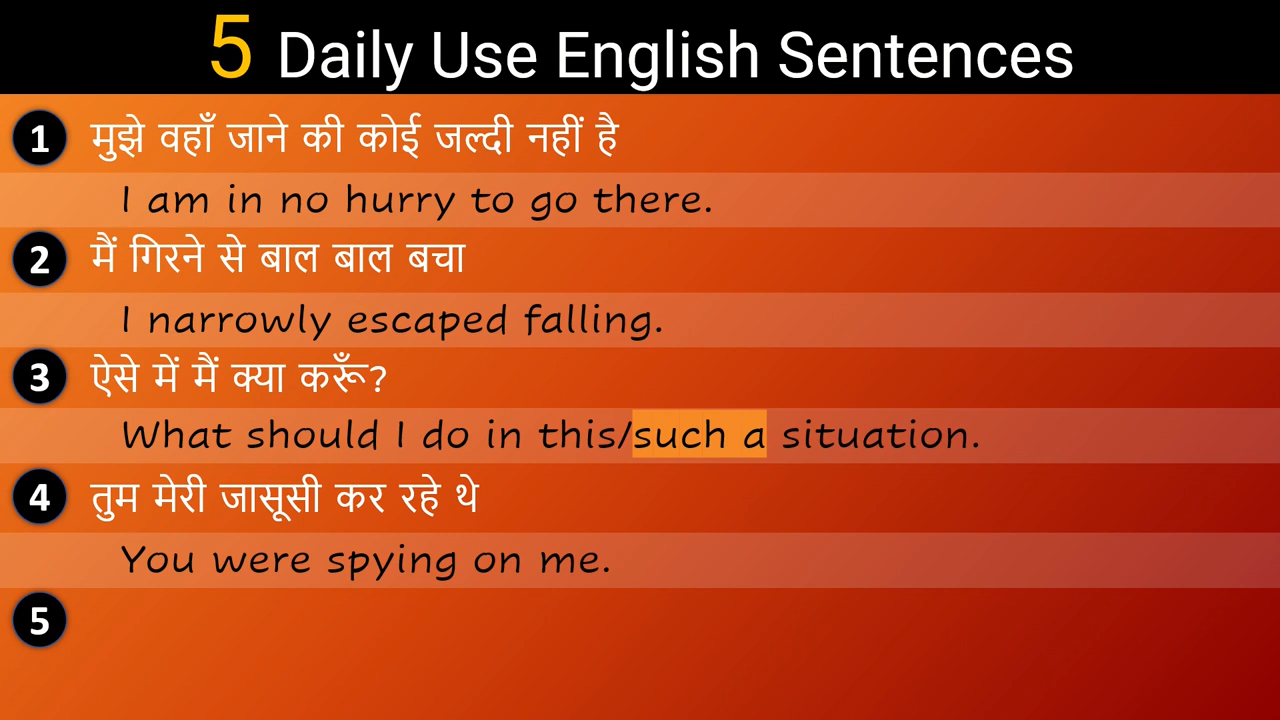 5 Daily Use English Sentences
1 मुझे वहाँ जाने की कोई जल्दी नहीं है
I am in no hurry to go there.
2 मैं गिरने से बाल बाल बचा
I narrowly escaped falling.
3 ऐसे में मैं क्या करूँ?
What should I do in this/such a situation.
4 तुम मेरी जासूसी कर रहे थे
You were spying on me.
5